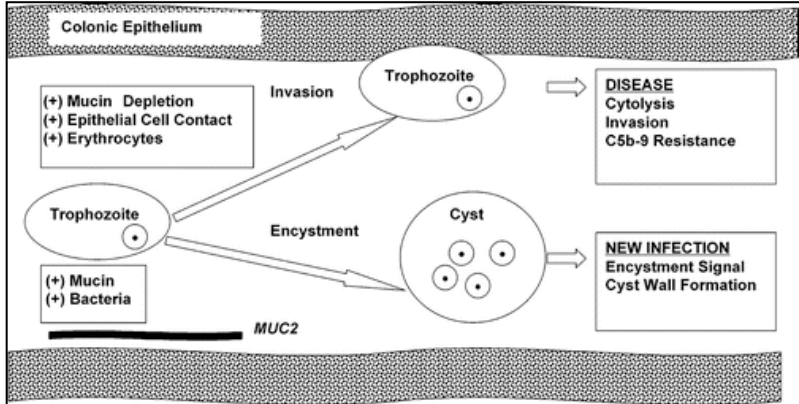 Colonic Epithelium
Trophozoite
Invasion
(+) Mucin Depletion
(+) Epithelial Cell Contact
(+) Erythrocytes
DISEASE
Cytolysis
Invasion
C5b-9 Resistance
Trophozoite
Encystment
Cyst
(+) Mucin
(+) Bacteria
NEW INFECTION
Encystment Signal
Cyst Wall Formation
MUC2